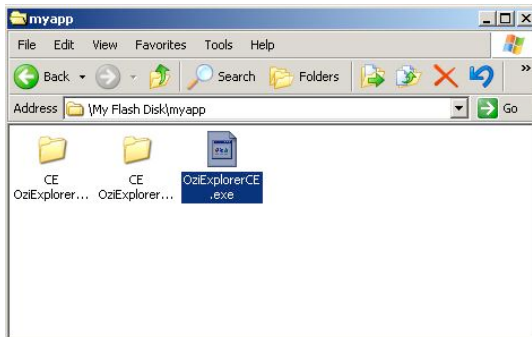 myapp
File Edit View Favorites Tools Help
Back Search Folders
Address \My Flash Disk\myapp Go
CE
OziExplorer...
CE
OziExplorer...
OziExplorerCE
.exe